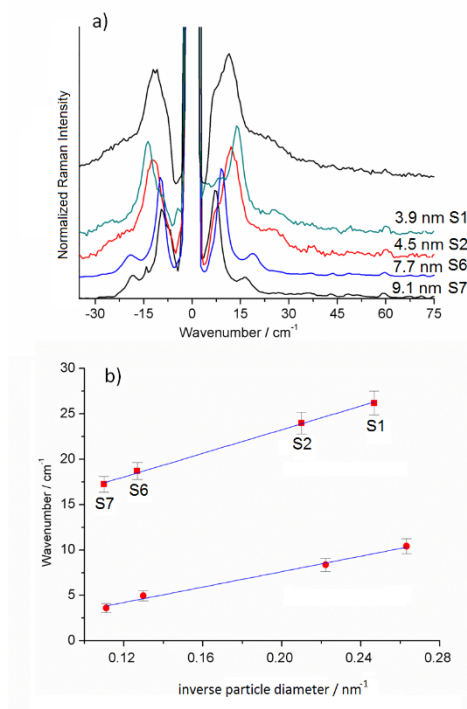 a)
Normalized Raman Intensity
3.9 nm S1
4.5 nm S2
7.7 nm S6
9.1 nm S7
-30 -15 0 15 30 45 60 75
Wavenumber / cm-1
b)
30
25
20
15
10
5
0
Wavenumber / cm-1
S1
S2
S7 S6
0.12 0.16 0.20 0.24 0.28
inverse particle diameter / nm-1